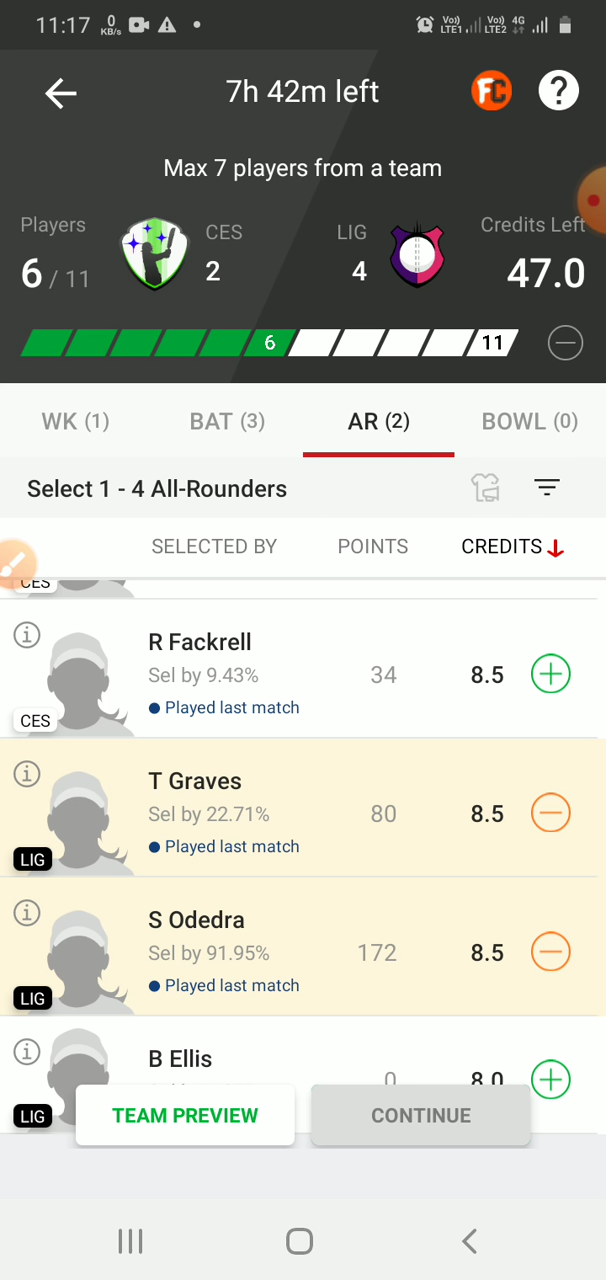 11:17 0 KB/s Vo)) LTE1 Vo)) LTE2 4G
7h 42m left FC ?
Max 7 players from a team
Players CES LIG Credits Left
6 / 11 2 4 47.0
6 11
WK (1) BAT (3) AR (2) BOWL (0)
Select 1 - 4 All-Rounders
SELECTED BY POINTS CREDITS
CES
R Fackrell
Sel by 9.43% 34 8.5
Played last match
CES
T Graves
Sel by 22.71% 80 8.5
Played last match
LIG
S Odedra
Sel by 91.95% 172 8.5
Played last match
LIG
B Ellis
0 8.0
LIG
TEAM PREVIEW CONTINUE